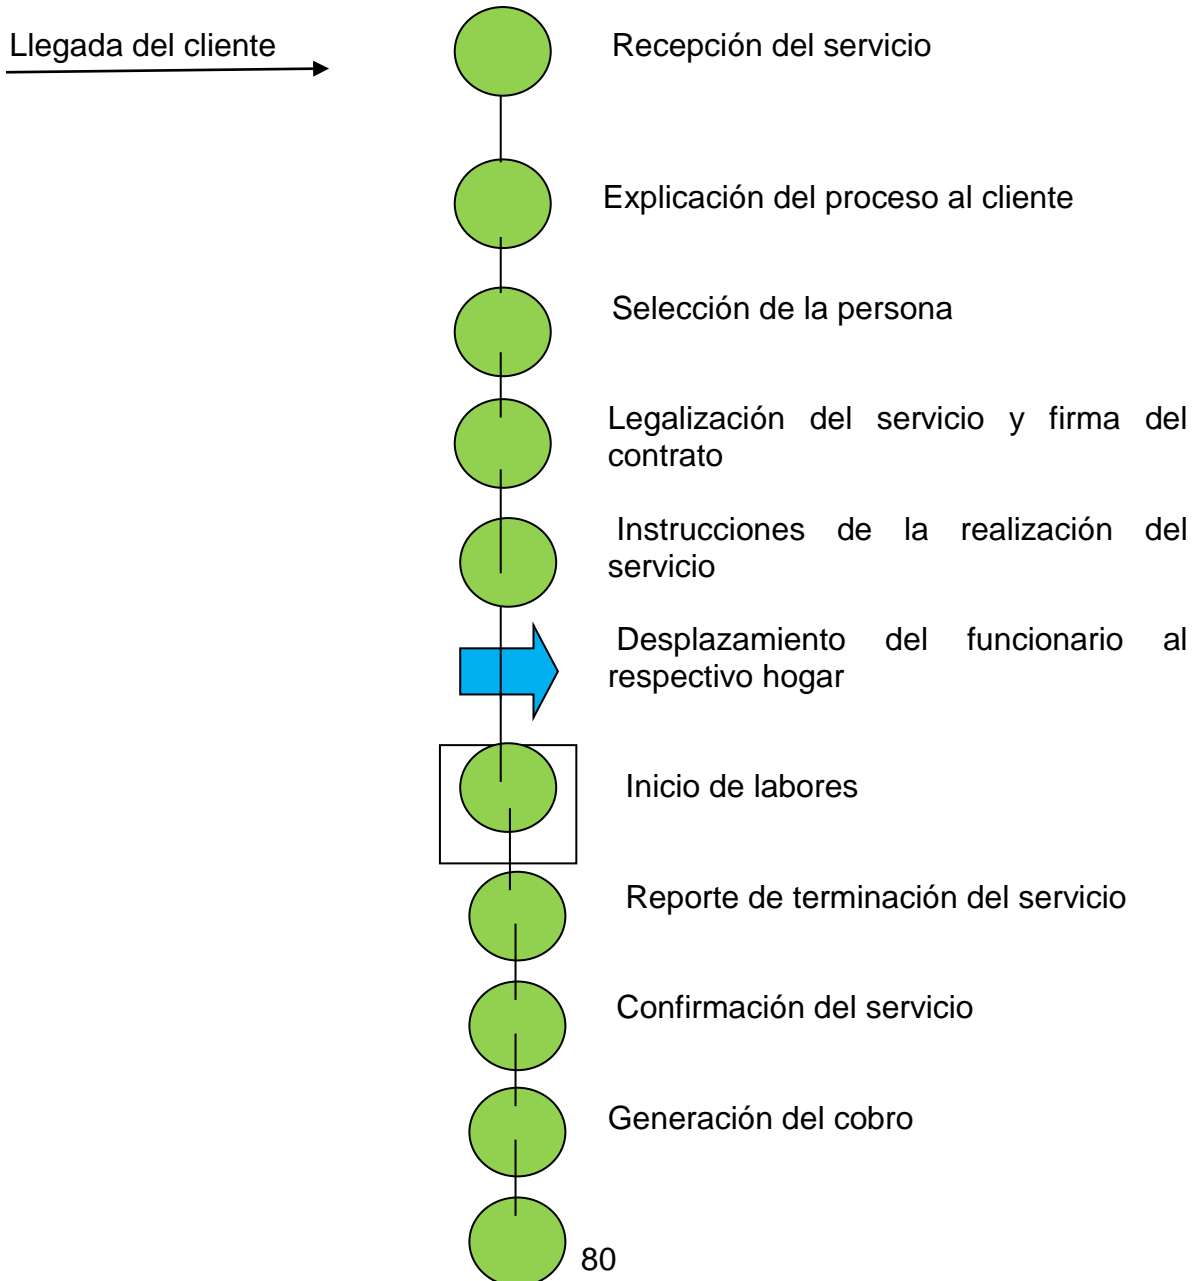 Llegada del cliente
Recepción del servicio
Explicación del proceso al cliente
Selección de la persona
Legalización del servicio y firma del
contrato
Instrucciones de la realización del
servicio
Desplazamiento del funcionario al
respectivo hogar
Inicio de labores
Reporte de terminación del servicio
Confirmación del servicio
Generación del cobro
80